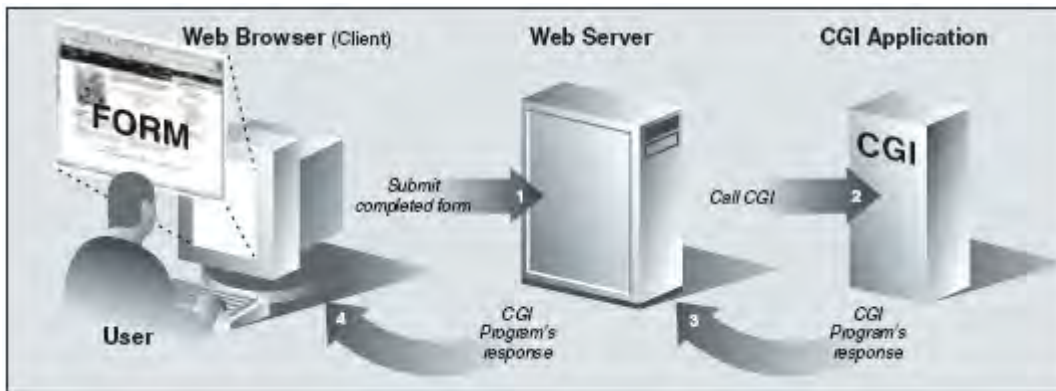 Web Browser (Client)
Web Server
CGI Application
FORM
CGI
Submit
completed form
1
Call CGI
2
User
4
CGI
Program's
response
3
CGI
Program's
response